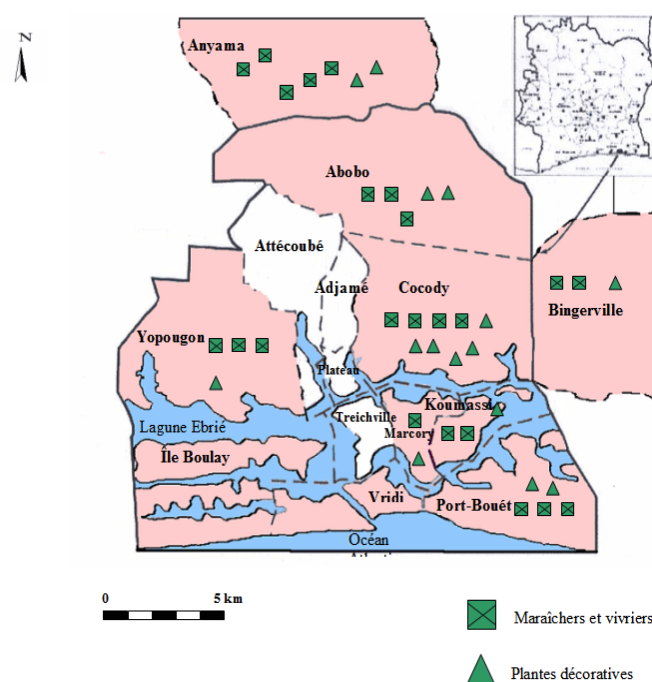 Anyama
Z
Abobo
Attécoubé
Adjamé
Cocody
Bingerville
Yopougon
Plateau
Treichville
Koumassi
Lagune Ebrié
Marcory
Île Boulay
Vridi
Port-Bouét
Océan
0 5 km
Maraîchers et vivriers
Plantes décoratives